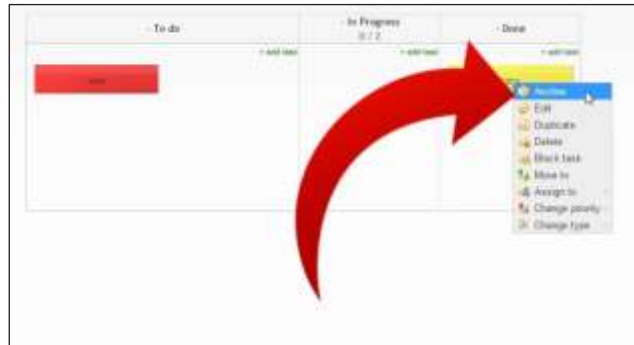 - To do
- In Progress
0 / 2
- Done
+ add task
+ add task
+ add task
Archive
Edit
Duplicate
Delete
Block task
Move to
Assign to
Change priority
Change type